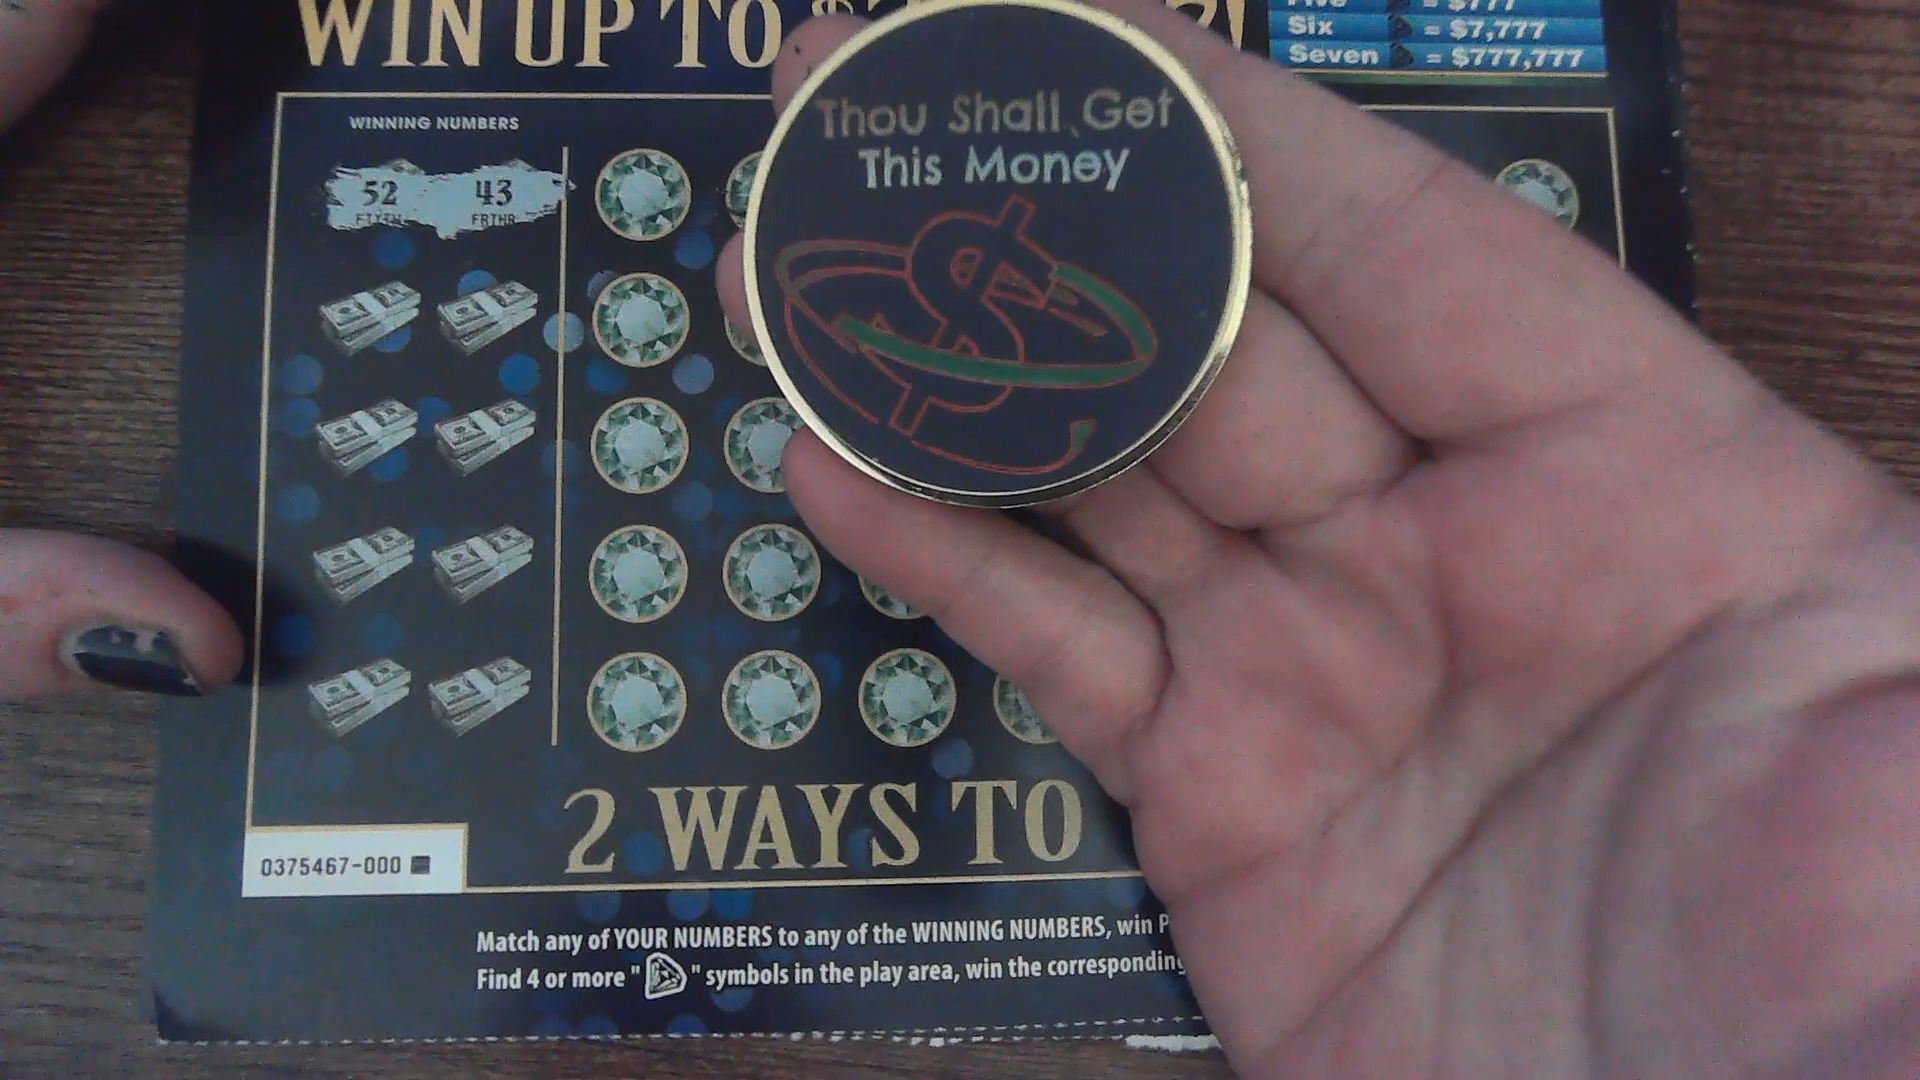 WIN UP TO
= $777
Six = $7,777
Seven = $777,777
WINNING NUMBERS
52 43
FRTHR
Thou Shall Get
This Money
2 WAYS TO
0375467-000
Match any of YOUR NUMBERS to any of the WINNING NUMBERS, win
Find 4 or more " " symbols in the play area, win the corresponding